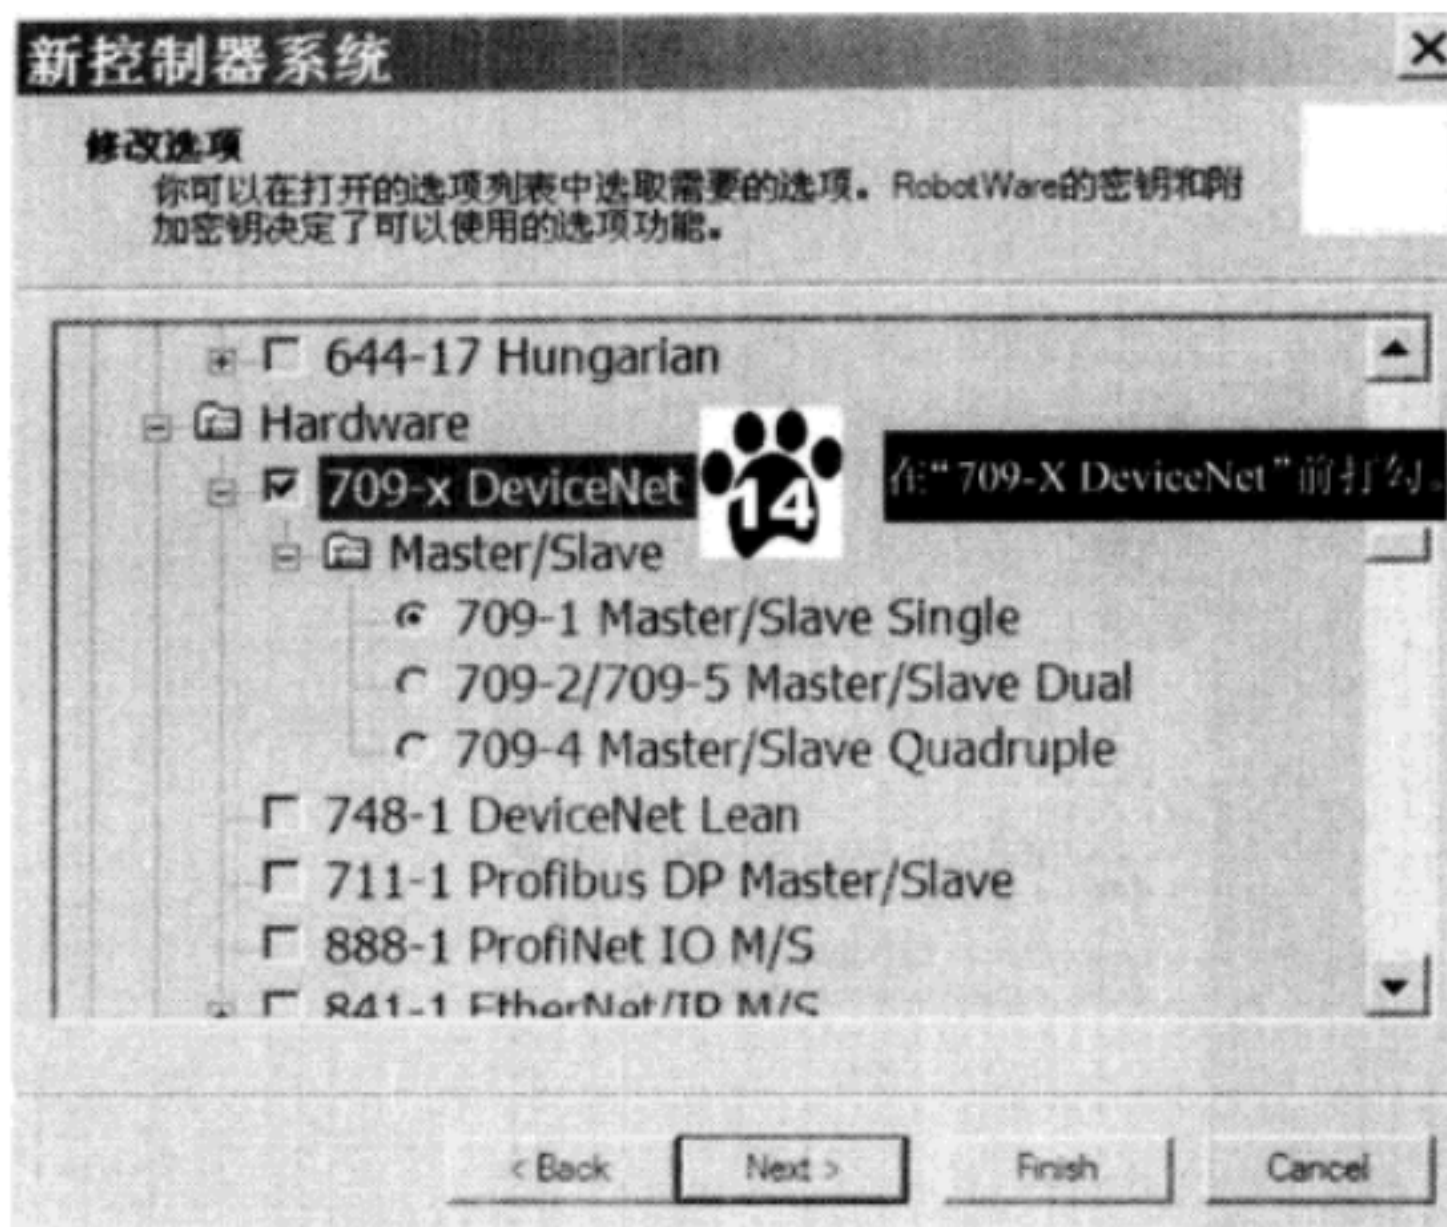 新控制器系统
修改选项
你可以在打开的选项列表中选取需要的选项。RobotWare的密钥和附
加密钥决定了可以使用的选项功能。
644-17 Hungarian
Hardware
709-x DeviceNet
14
在“709-X DeviceNet”前打勾。
Master/Slave
709-1 Master/Slave Single
709-2/709-5 Master/Slave Dual
709-4 Master/Slave Quadruple
748-1 DeviceNet Lean
711-1 Profibus DP Master/Slave
888-1 ProfiNet IO M/S
841-1 EtherNet/IP M/S
< Back
Next >
Finish
Cancel